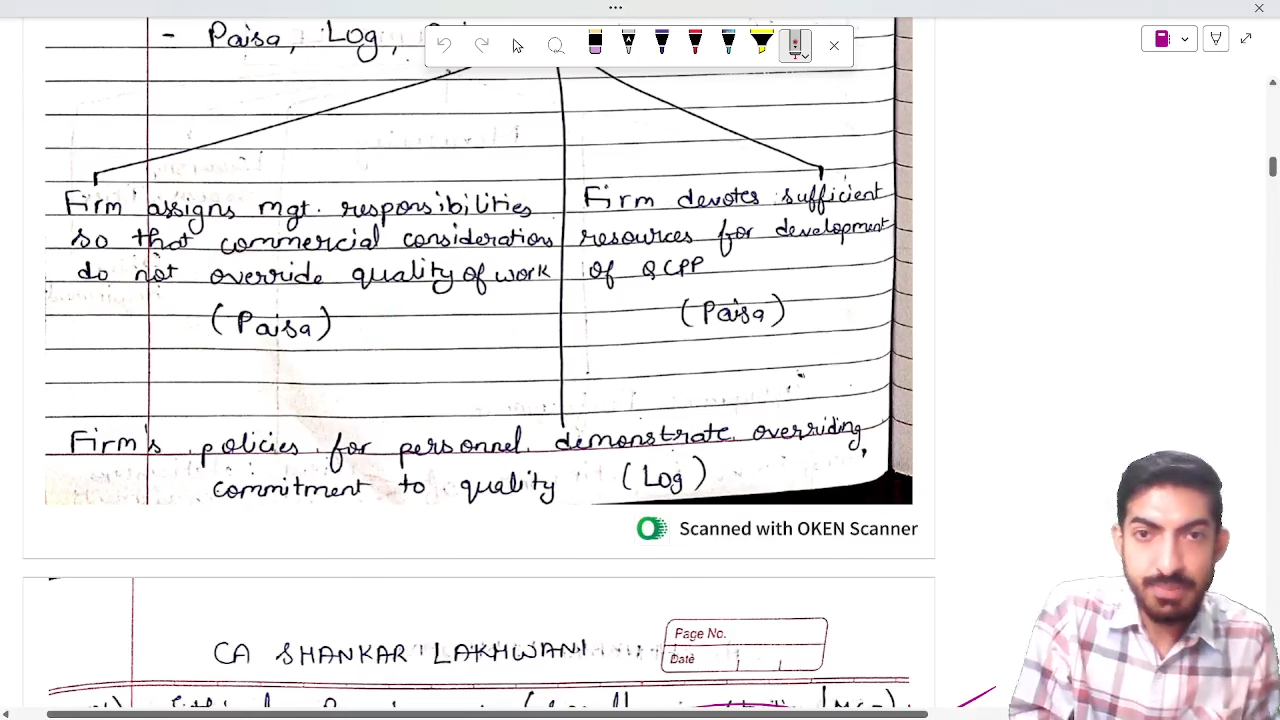 - Paisa, Log,
Firm assigns mgt. responsibilities
so that commercial considerations
do not override quality of work
(Paisa)
Firm devotes sufficient
resources for development
of QCPP
(Paisa)
Firm's policies for personnel demonstrate overriding
commitment to quality (Log)
Scanned with OKEN Scanner
CA SHANKAR LAKHWANI
Page No.
Date